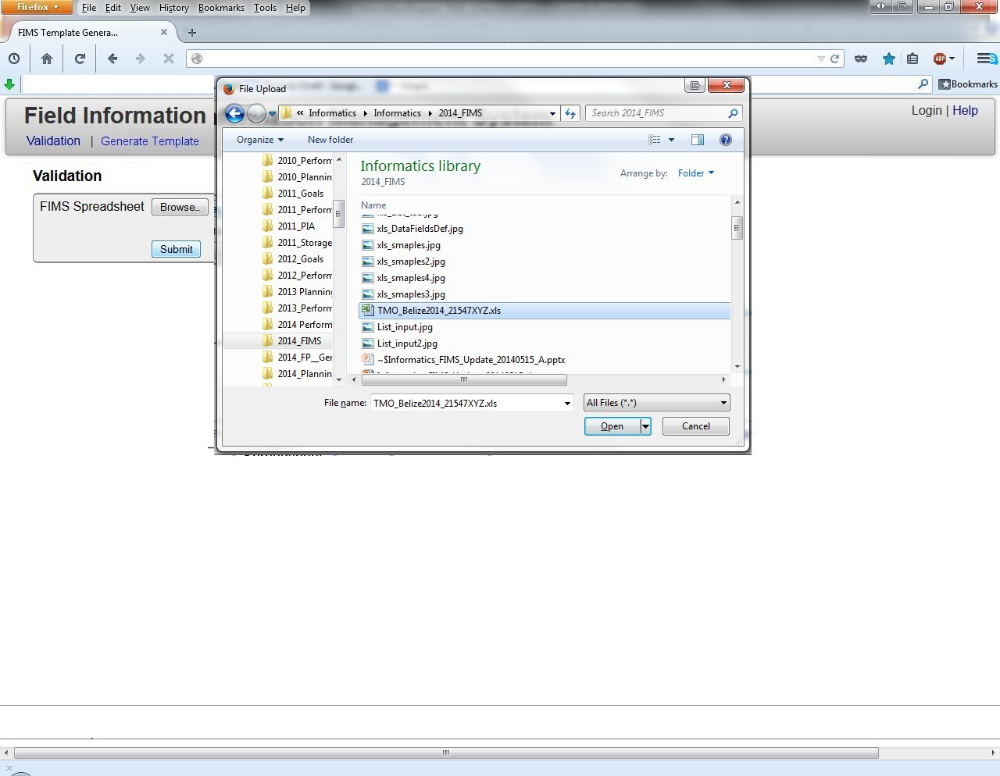 Firefox File Edit View History Bookmarks Tools Help
FIMS Template Genera...
ABP
Bookmarks
File Upload
Field Information
Login | Help
« Informatics Informatics 2014_FIMS Search 2014_FIMS
Validation | Generate Template
Organize New folder
Validation
FIMS Spreadsheet Browse...
Submit
2010_Perform
2010_Plannin
2011_Goals
2011_Perform
2011_PIA
2011_Storage
2012_Goals
2012_Perform
2013 Planning
2013_Perform
2014 Perform
2014_FIMS
2014_FP__Ger
2014_Plannin
Informatics library
2014_FIMS
Arrange by: Folder
Name
xls_DataFieldsDef.jpg
xls_smaples.jpg
xls_smaples2.jpg
xls_smaples4.jpg
xls_smaples3.jpg
TMO_Belize2014_21547XYZ.xls
List_input.jpg
List_input2.jpg
~$Informatics_FIMS_Update_20140515_A.pptx
File name: TMO_Belize2014_21547XYZ.xls All Files (*.*)
Open Cancel